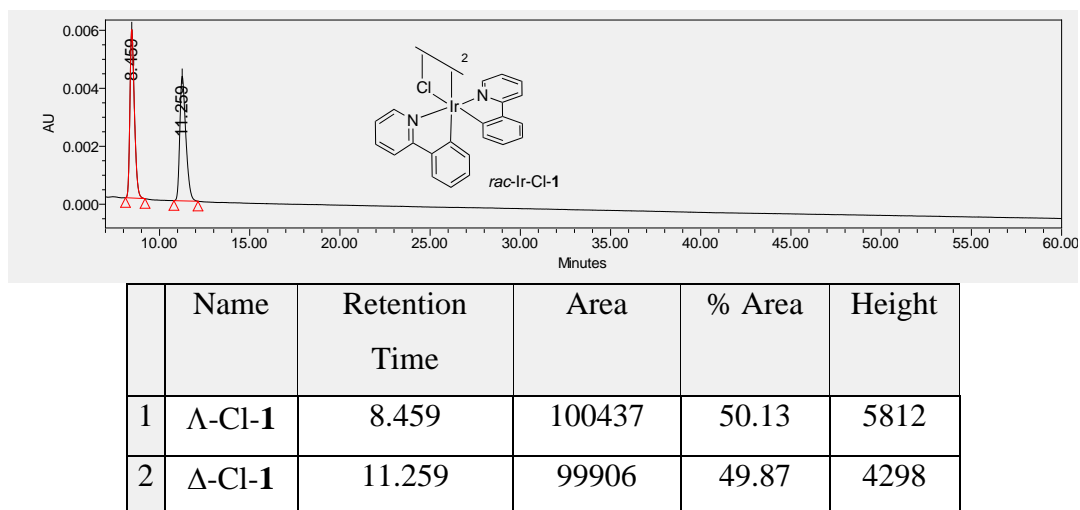 AU
0.006
0.004
0.002
0.000
8.459
11.259
2
Cl
Ir
N
N
rac-Ir-Cl-1
10.00 15.00 20.00 25.00 30.00 35.00 40.00 45.00 50.00 55.00 60.00
Minutes
Name Retention Time Area % Area Height
1 Λ-Cl-1 8.459 100437 50.13 5812
2 Δ-Cl-1 11.259 99906 49.87 4298